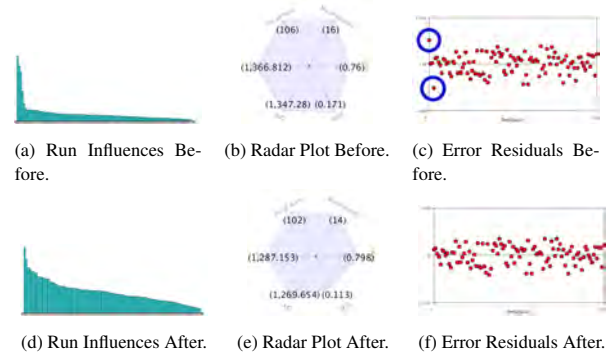 (106) (16)
(1,366.812) (0.76)
(1,347.28) (0.171)
(a) Run Influences Be-
fore.
(b) Radar Plot Before.
(c) Error Residuals Be-
fore.
(102) (14)
(1,287.153) (0.798)
(1,269.654) (0.113)
(d) Run Influences After.
(e) Radar Plot After.
(f) Error Residuals After.